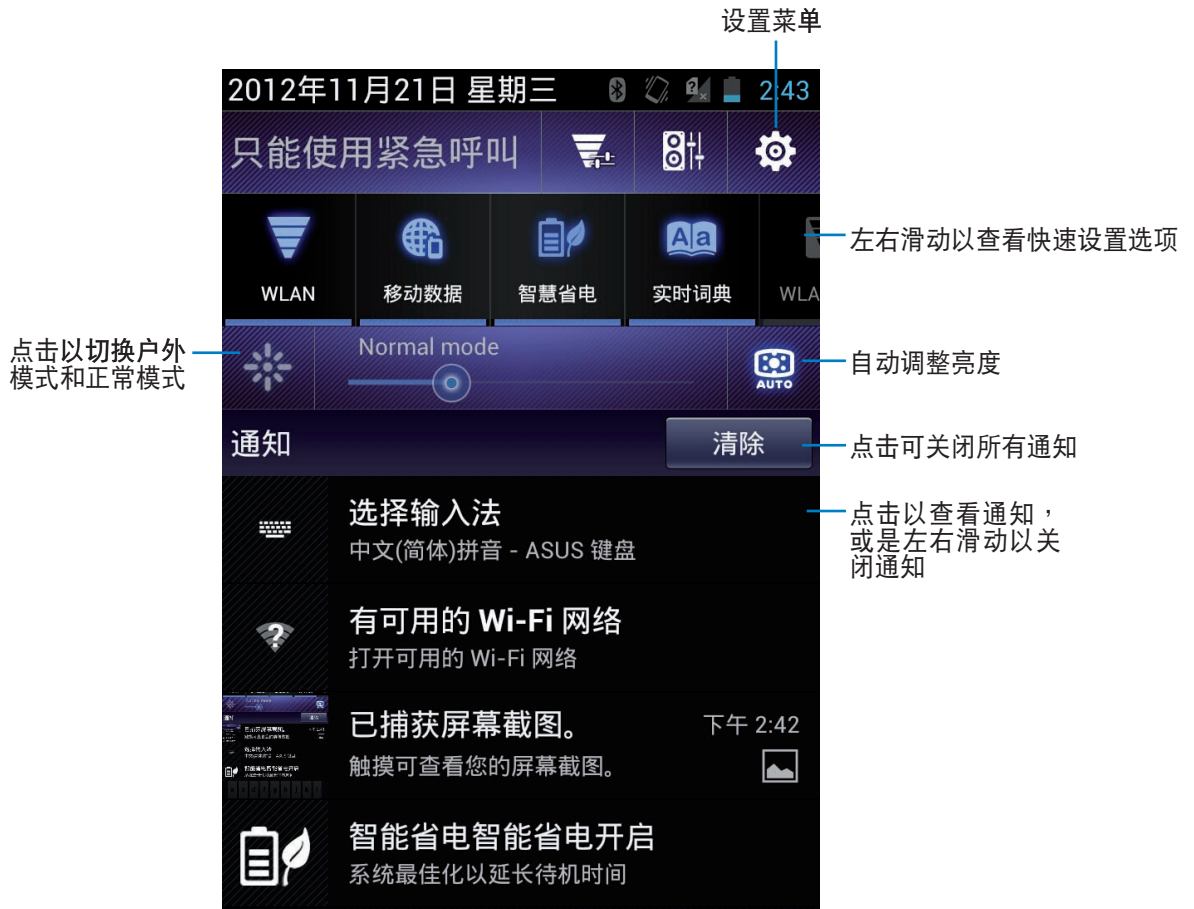 设置菜单
2012年11月21日 星期三 2:43
只能使用紧急呼叫
WLAN 移动数据 智慧省电 实时词典 WLA
Aa
左右滑动以查看快速设置选项
点击以切换户外
模式和正常模式
Normal mode
AUTO
自动调整亮度
通知
清除
点击可关闭所有通知
选择输入法
中文(简体)拼音 - ASUS 键盘
点击以查看通知，
或是左右滑动以关
闭通知
有可用的 Wi-Fi 网络
打开可用的 Wi-Fi 网络
已捕获屏幕截图。 下午 2:42
触摸可查看您的屏幕截图。
智能省电智能省电开启
系统最佳化以延长待机时间